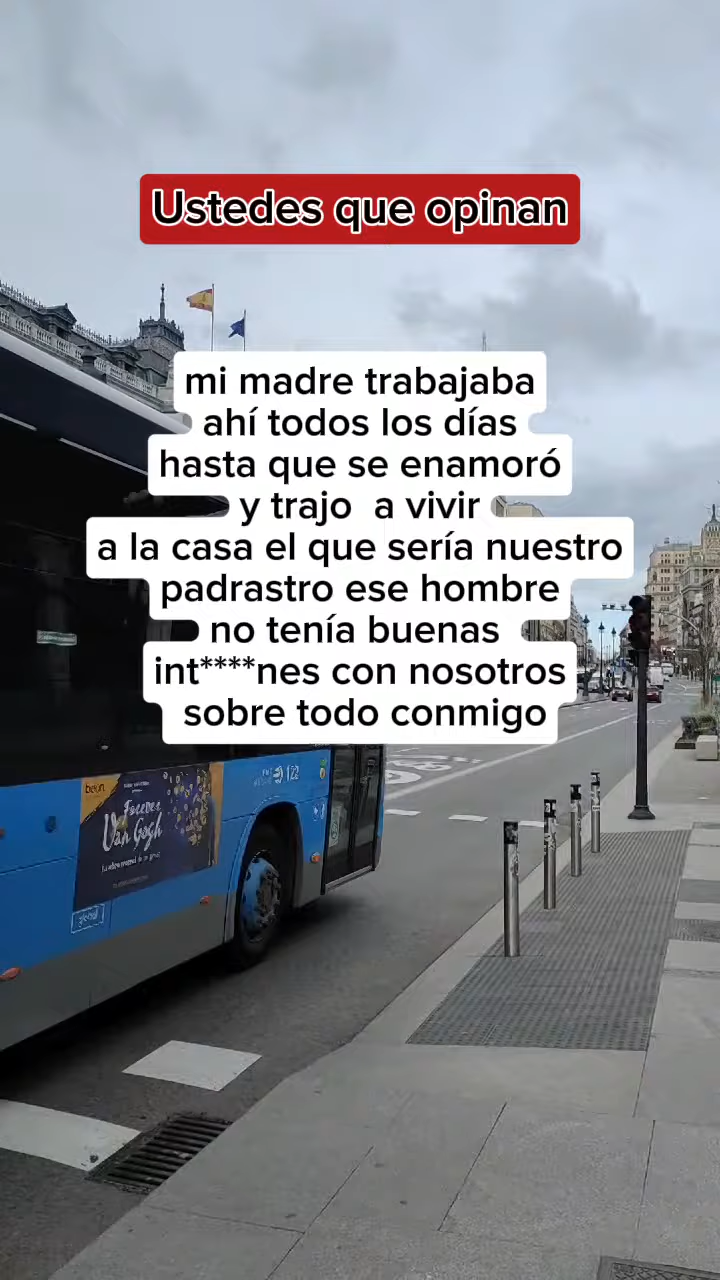 Ustedes que opinan
mi madre trabajaba
ahí todos los días
hasta que se enamoró
y trajo a vivir
a la casa el que sería nuestro
padrastro ese hombre
no tenía buenas
int****nes con nosotros
sobre todo conmigo
122
Forever
Van Gogh